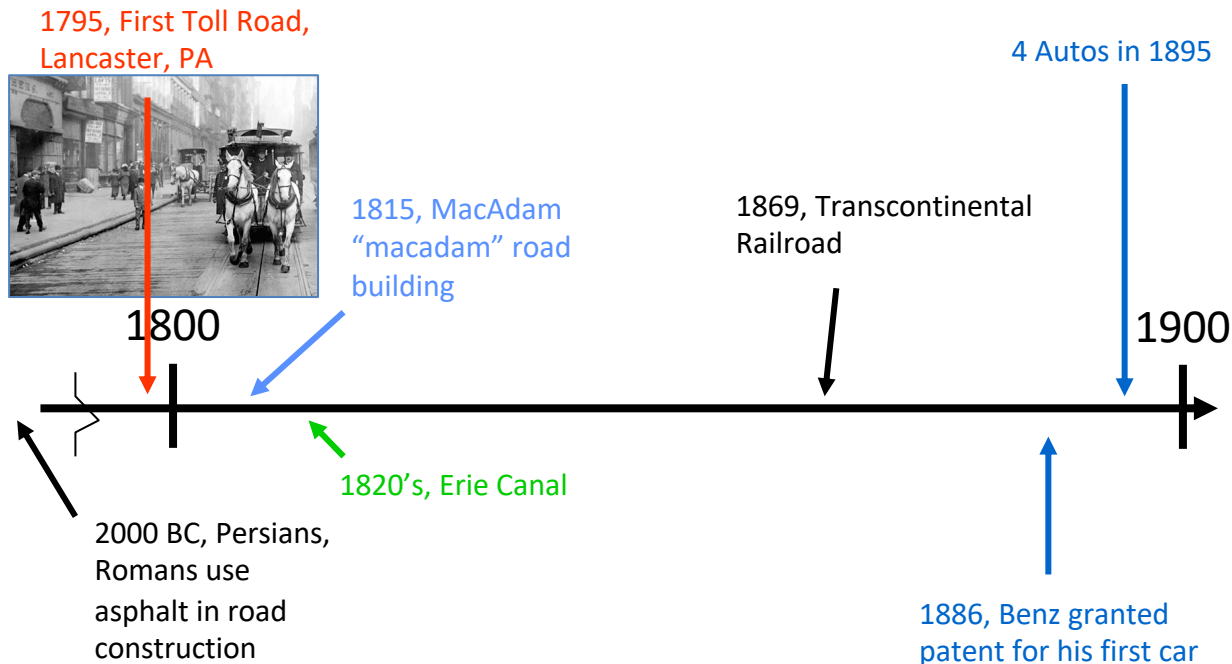 1795, First Toll Road,
Lancaster, PA
4 Autos in 1895
1815, MacAdam
“macadam” road
building
1869, Transcontinental
Railroad
1800
1900
1820’s, Erie Canal
2000 BC, Persians,
Romans use
asphalt in road
construction
1886, Benz granted
patent for his first car